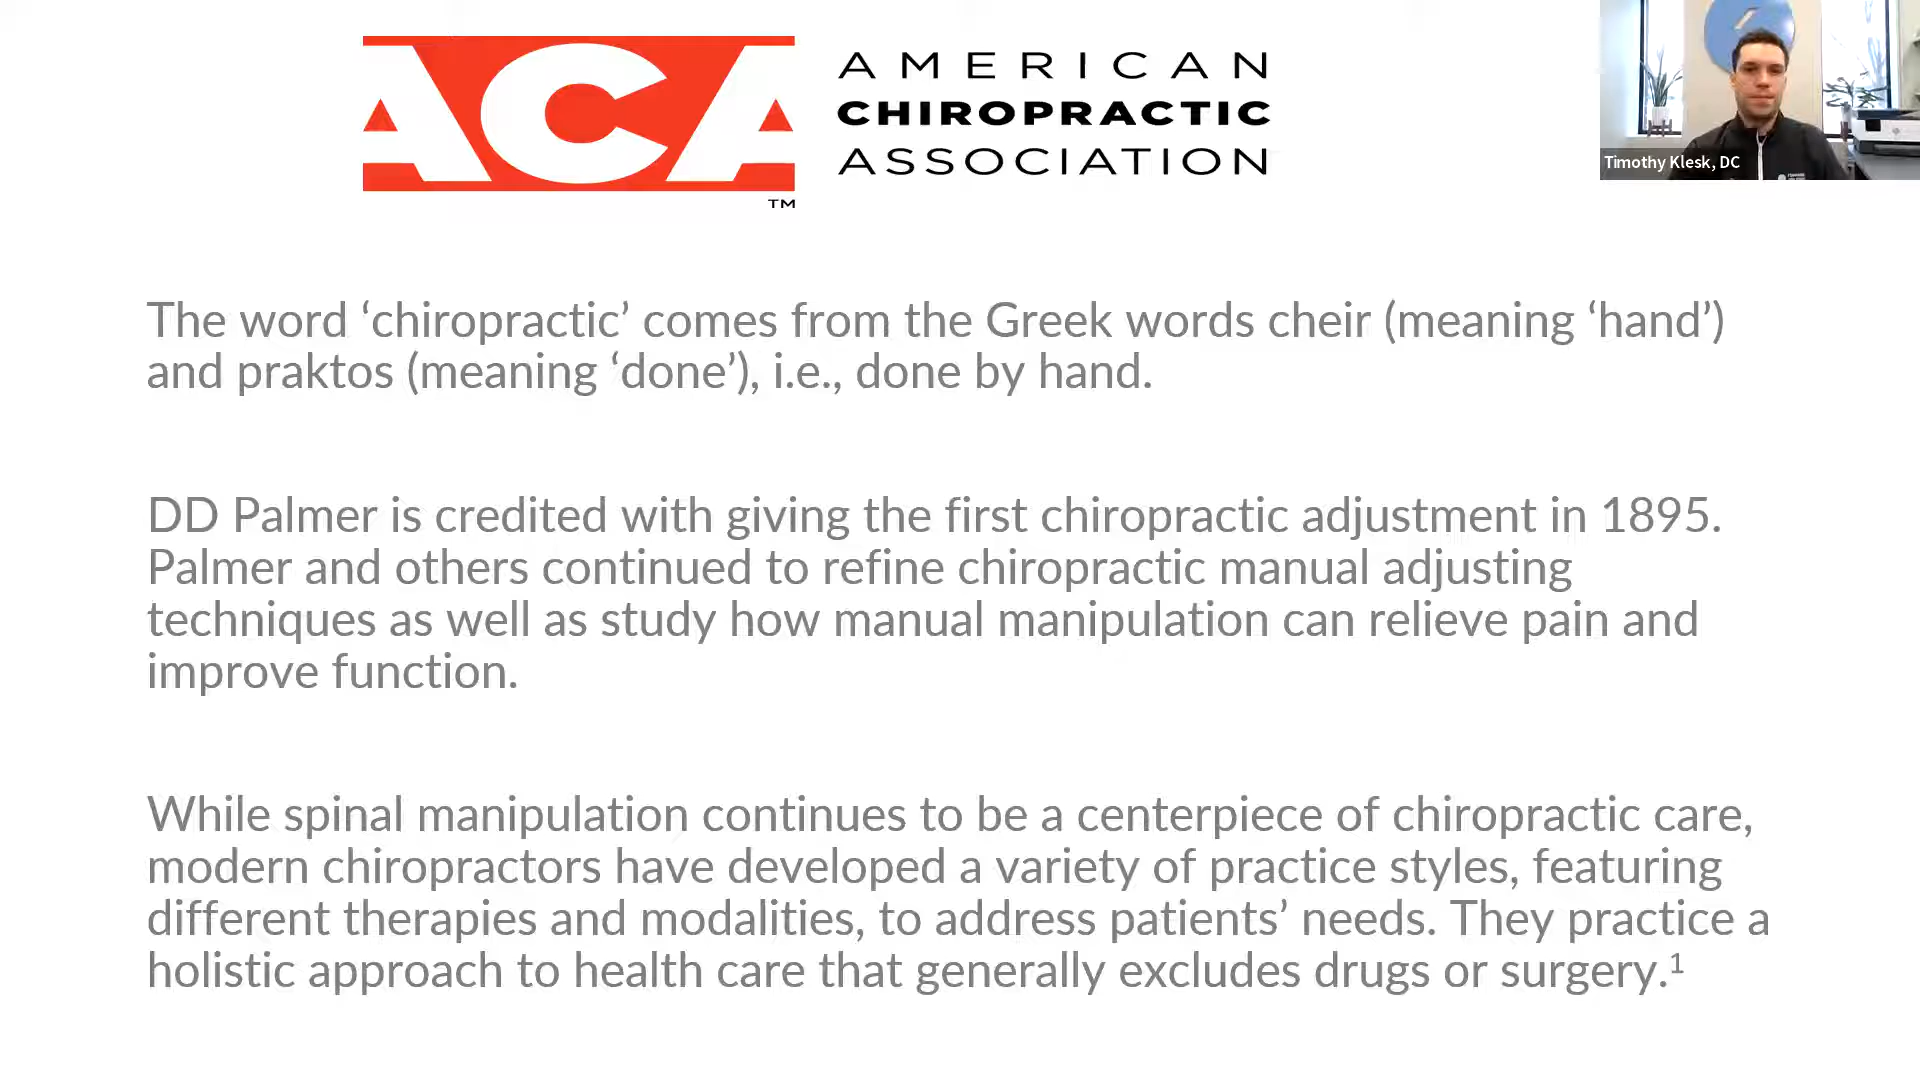 ACA
TM
AMERICAN
CHIROPRACTIC
ASSOCIATION
Timothy Klesk, DC
The word ‘chiropractic’ comes from the Greek words cheir (meaning ‘hand’)
and praktos (meaning ‘done’), i.e., done by hand.
DD Palmer is credited with giving the first chiropractic adjustment in 1895.
Palmer and others continued to refine chiropractic manual adjusting
techniques as well as study how manual manipulation can relieve pain and
improve function.
While spinal manipulation continues to be a centerpiece of chiropractic care,
modern chiropractors have developed a variety of practice styles, featuring
different therapies and modalities, to address patients’ needs. They practice a
holistic approach to health care that generally excludes drugs or surgery.¹